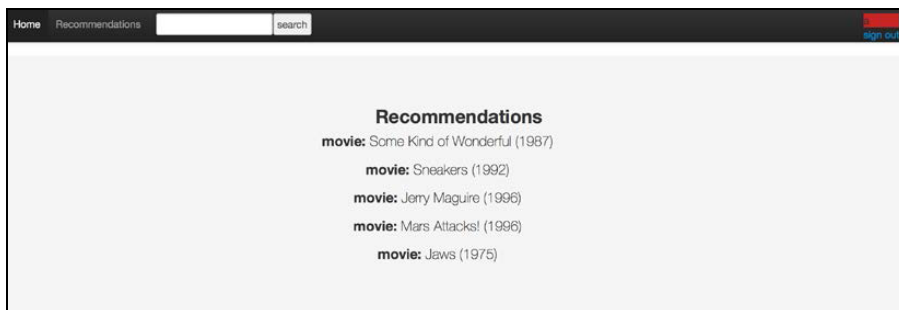 Home Recommendations search
sign out
Recommendations
movie: Some Kind of Wonderful (1987)
movie: Sneakers (1992)
movie: Jerry Maguire (1996)
movie: Mars Attacks! (1996)
movie: Jaws (1975)